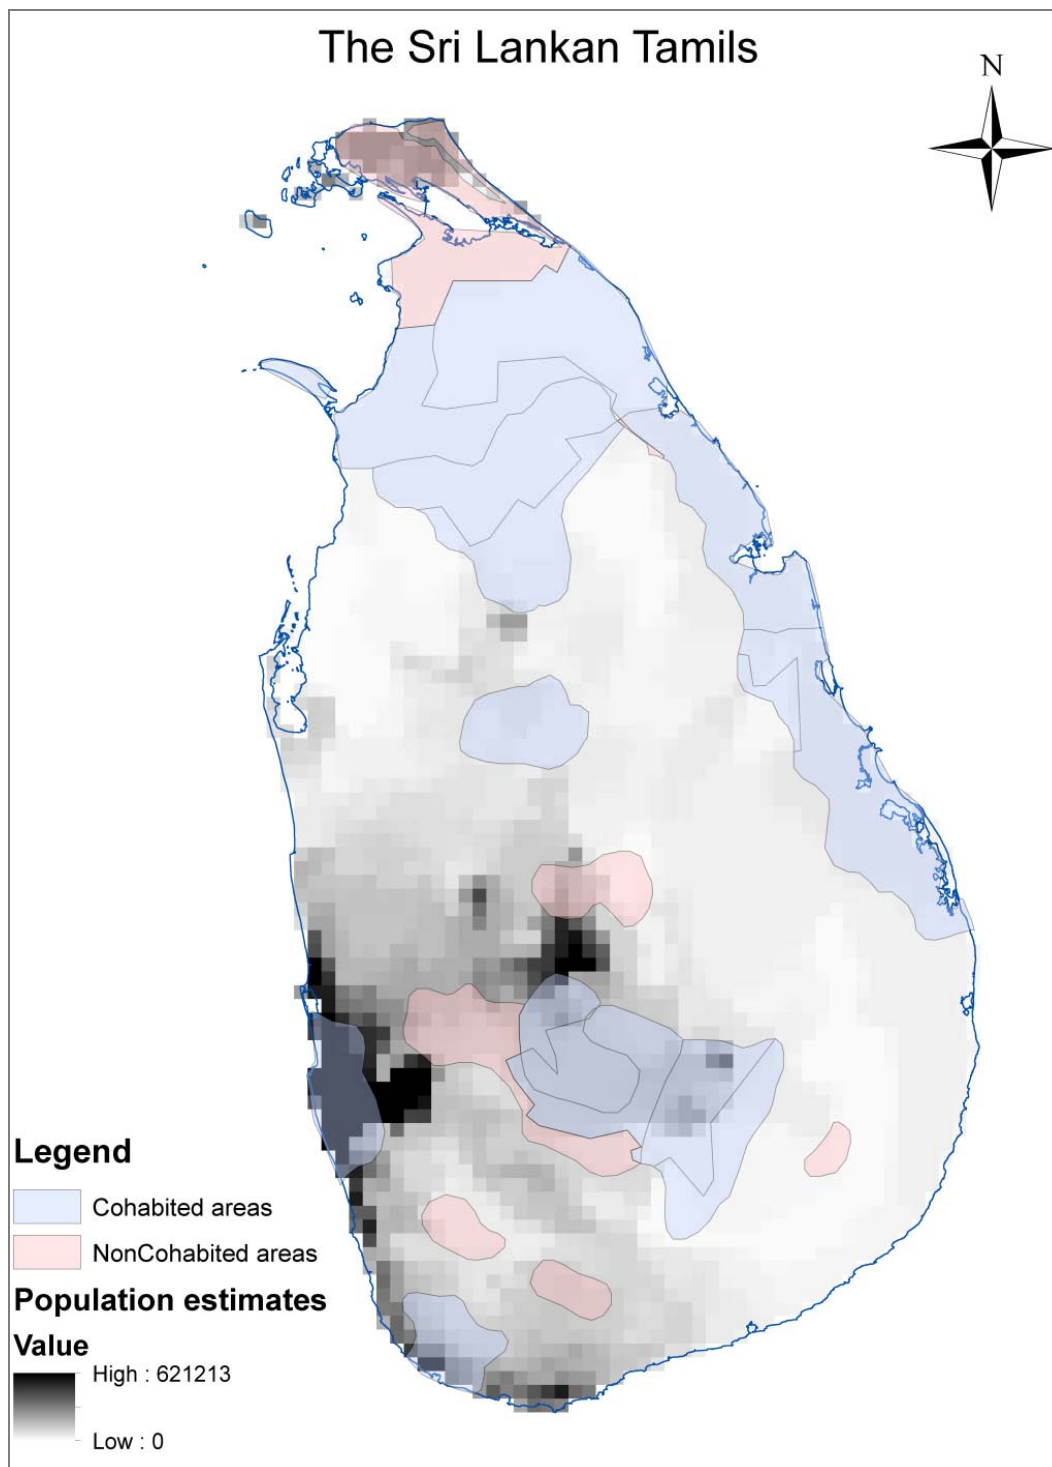 The Sri Lankan Tamils
N
Legend
Cohabited areas
NonCohabited areas
Population estimates
Value
High : 621213
Low : 0